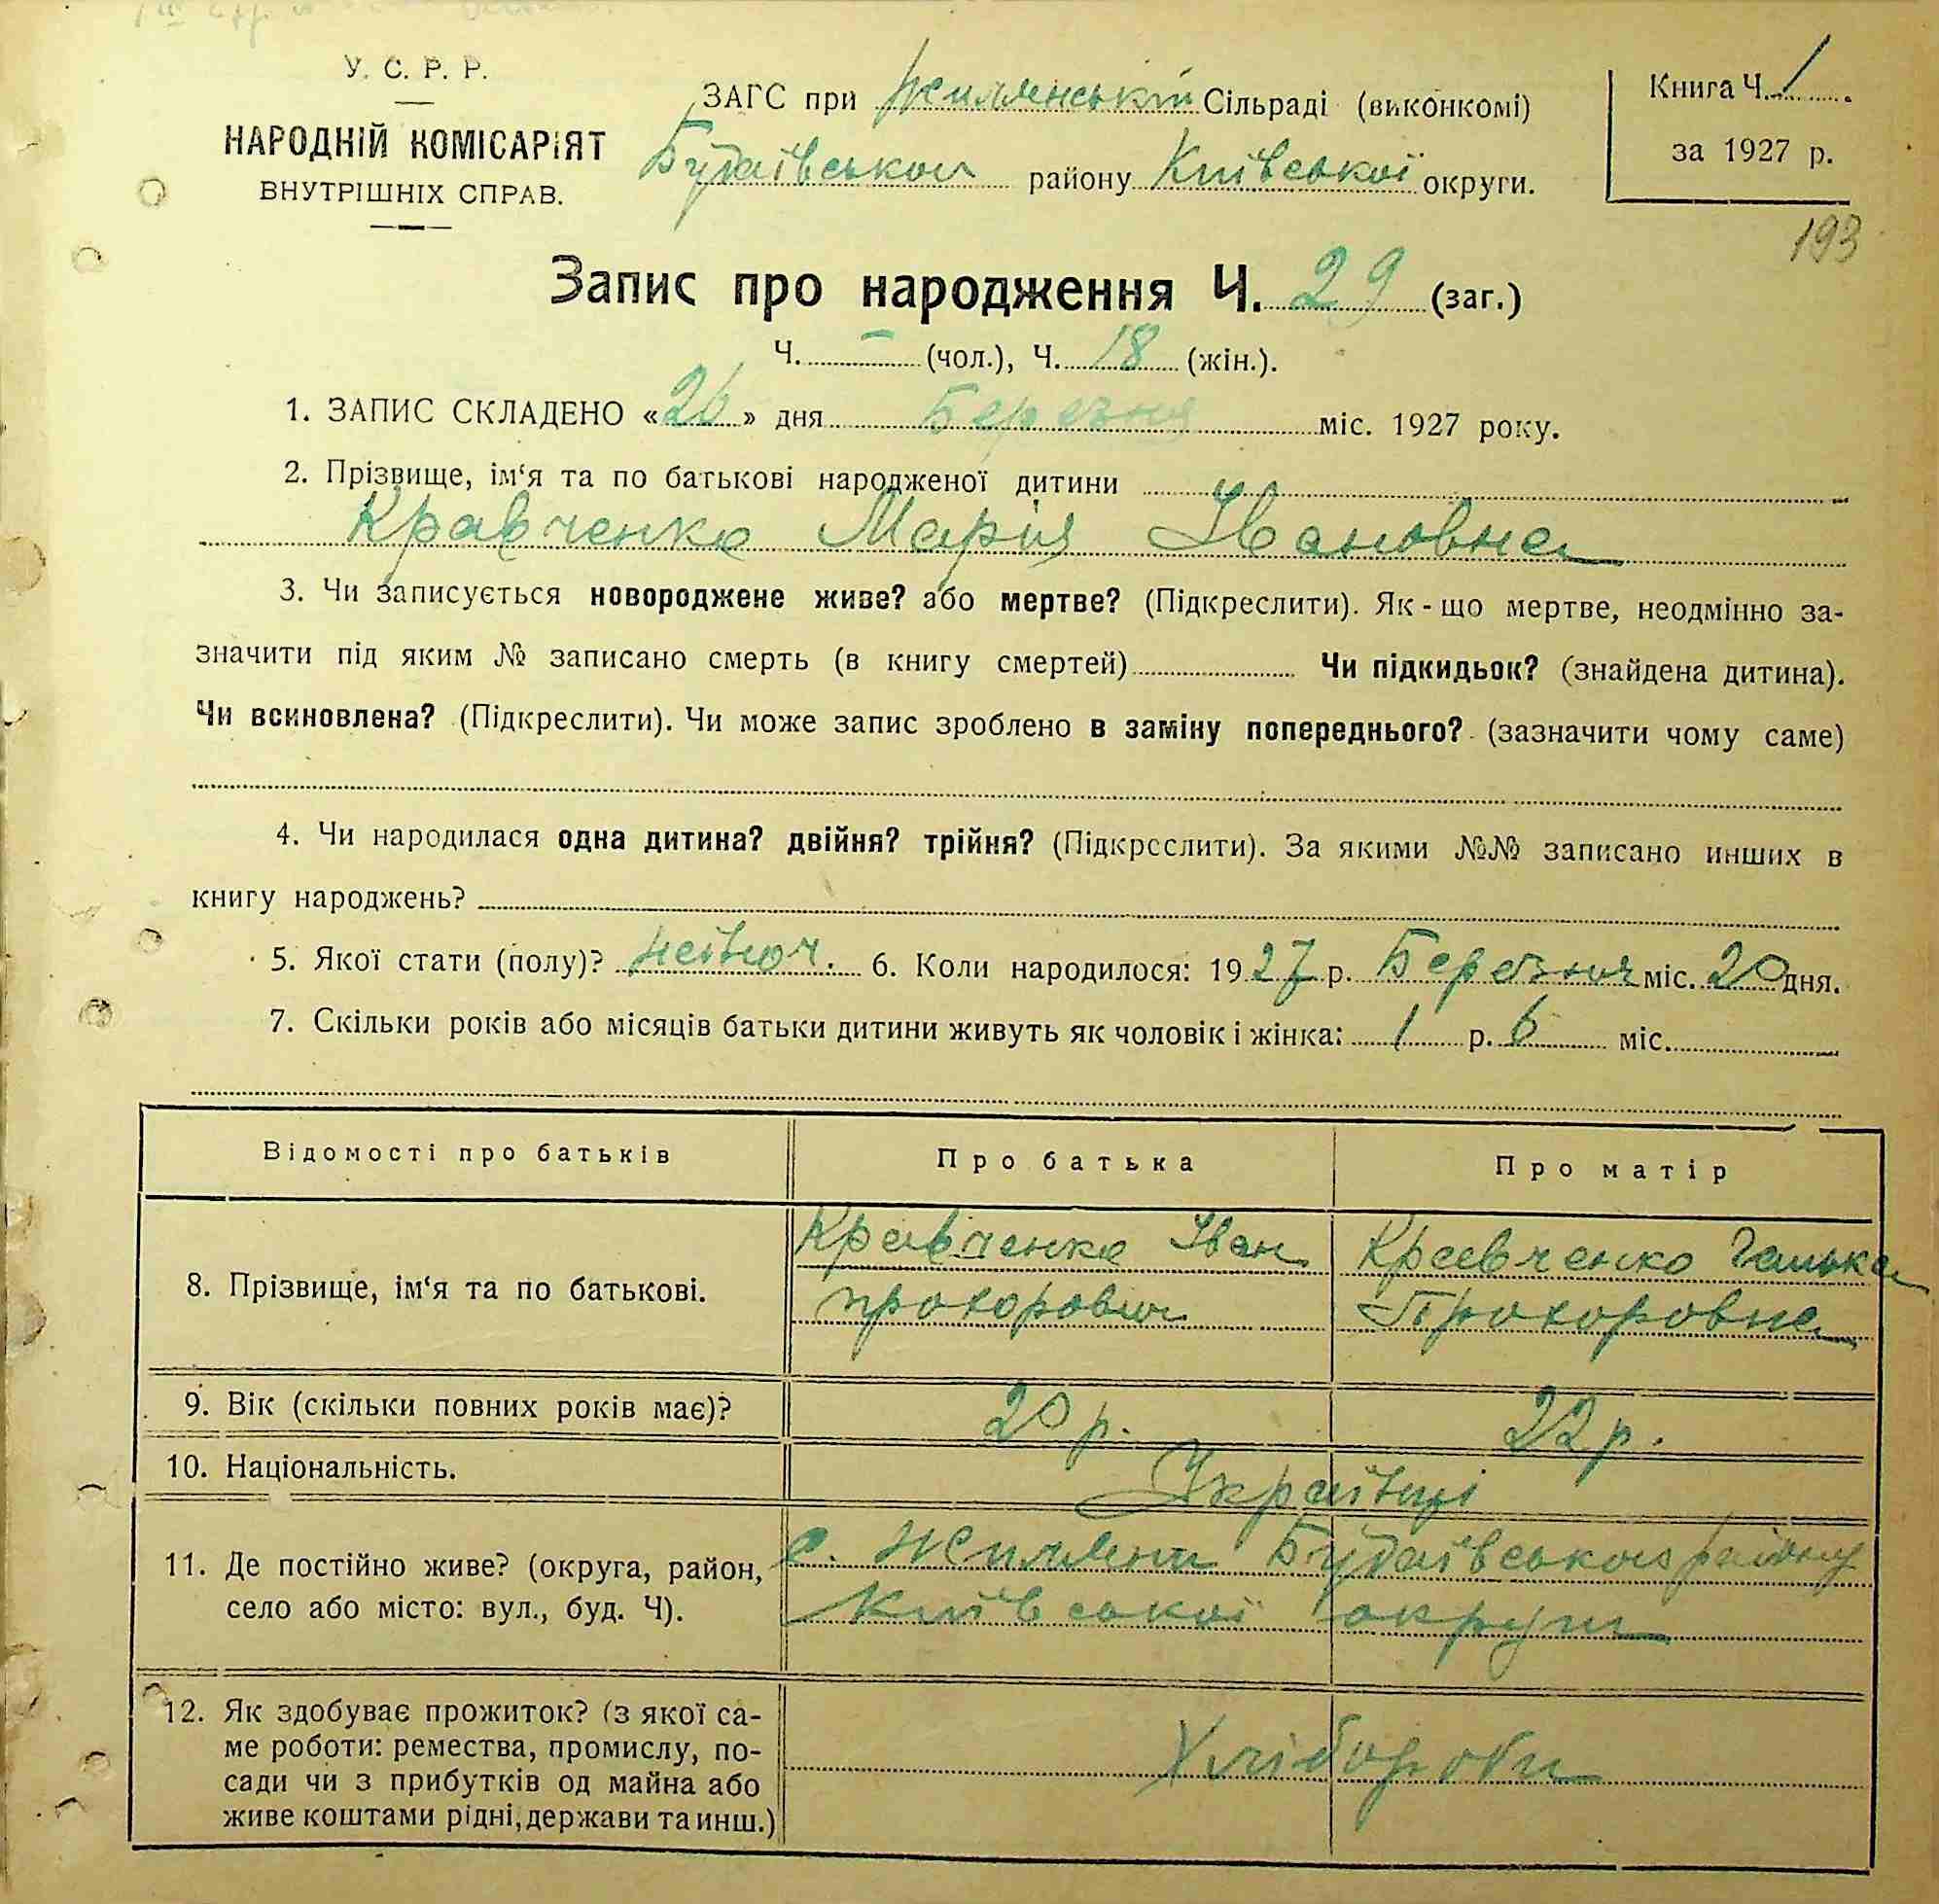 У. С. Р. Р.
НАРОДНІЙ КОМІСАРІЯТ
ВНУТРІШНІХ СПРАВ.
ЗАГС при Жилянській Сільраді (виконкомі)
Будаївського району Київської округи.
Книга Ч. 1
за 1927 р.
193
Запис про народження Ч. 29 (заг.)
Ч. – (чол.), Ч. 18 (жін.).
1. ЗАПИС СКЛАДЕНО «26» дня Березня міс. 1927 року.
2. Прізвище, ім‘я та по батькові народженої дитини
Кравченко Марія Івановна
3. Чи записується новороджене живе? або мертве? (Підкреслити). Як-що мертве, неодмінно за-
значити під яким № записано смерть (в книгу смертей) Чи підкидьок? (знайдена дитина).
Чи всиновлена? (Підкреслити). Чи може запис зроблено в заміну попереднього? (зазначити чому саме)
4. Чи народилася одна дитина? двійня? трійня? (Підкреслити). За якими №№ записано инших в
книгу народжень?
5. Якої стати (полу)? жіноч. 6. Коли народилося: 1927 р. Березня міс. 20 дня.
7. Скільки років або місяців батьки дитини живуть як чоловік і жінка: 1 р. 6 міс.
Відомості про батьків Про батька Про матір
8. Прізвище, ім‘я та по батькові.
Кравченко Іван
Прохорович
Кравченко Галька
Прохоровна
9. Вік (скільки повних років має)? 20 р. 22 р.
10. Національність. Українці
11. Де постійно живе? (округа, район,
село або місто: вул., буд. Ч).
с. Жиляни Будаївського району
Київської округи
12. Як здобуває прожиток? (з якої са-
ме роботи: ремества, промислу, по-
сади чи з прибутків од майна або
живе коштами рідні, держави та инш.)
Хлібороби